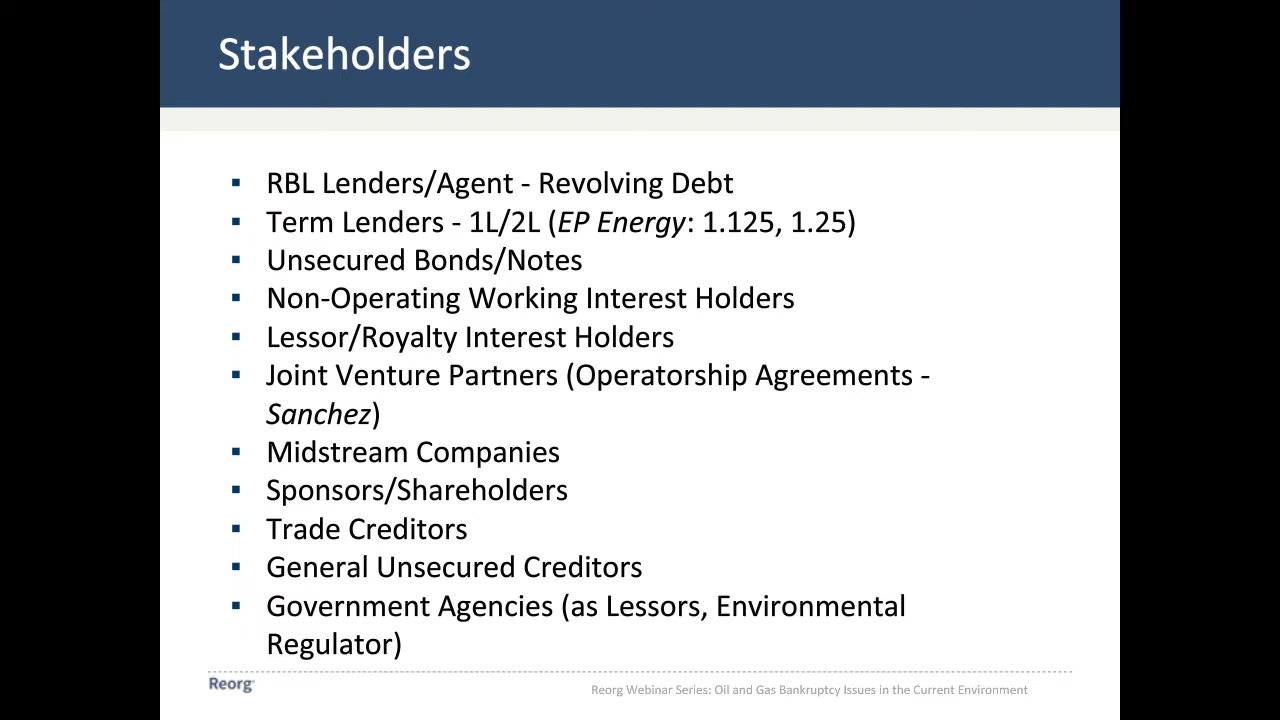 Stakeholders
▪ RBL Lenders/Agent - Revolving Debt
▪ Term Lenders - 1L/2L (EP Energy: 1.125, 1.25)
▪ Unsecured Bonds/Notes
▪ Non-Operating Working Interest Holders
▪ Lessor/Royalty Interest Holders
▪ Joint Venture Partners (Operatorship Agreements -
Sanchez)
▪ Midstream Companies
▪ Sponsors/Shareholders
▪ Trade Creditors
▪ General Unsecured Creditors
▪ Government Agencies (as Lessors, Environmental
Regulator)
Reorg
Reorg Webinar Series: Oil and Gas Bankruptcy Issues in the Current Environment